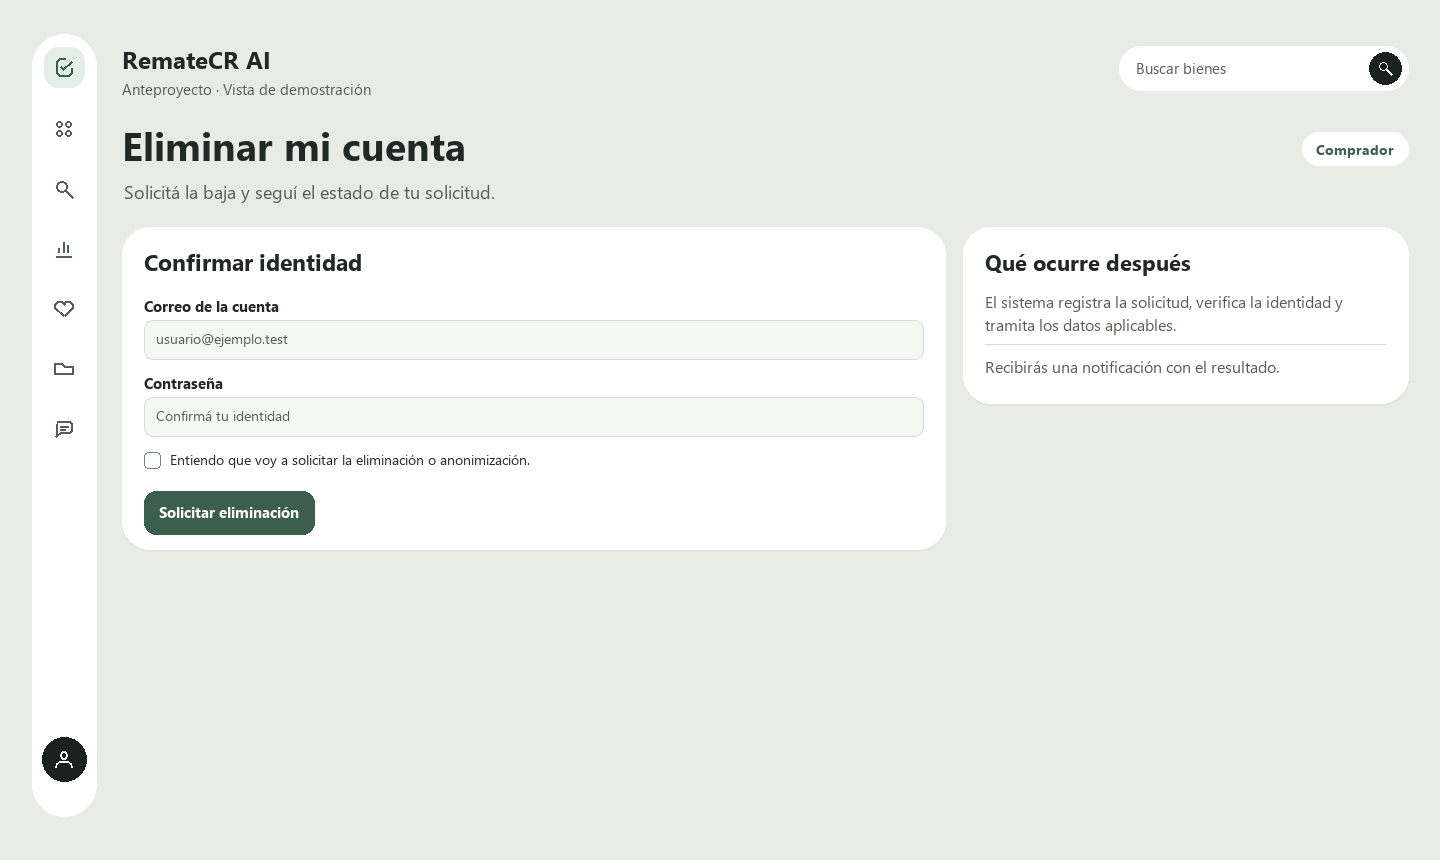 RemateCR AI
Anteproyecto · Vista de demostración
Buscar bienes
Eliminar mi cuenta
Comprador
Solicitá la baja y seguí el estado de tu solicitud.
Confirmar identidad
Correo de la cuenta
usuario@ejemplo.test
Contraseña
Confirmá tu identidad
Entiendo que voy a solicitar la eliminación o anonimización.
Solicitar eliminación
Qué ocurre después
El sistema registra la solicitud, verifica la identidad y
tramita los datos aplicables.
Recibirás una notificación con el resultado.